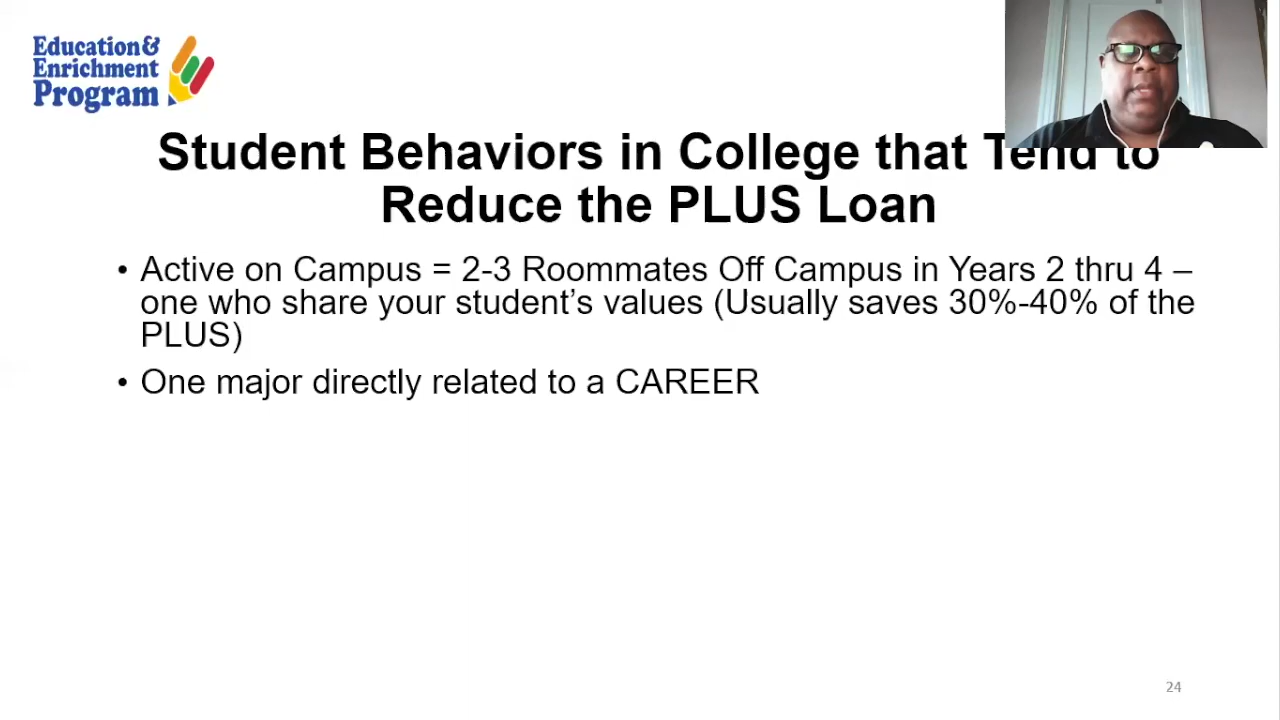 Education&
Enrichment
Program
Student Behaviors in College that Tend to
Reduce the PLUS Loan
• Active on Campus = 2-3 Roommates Off Campus in Years 2 thru 4 –
one who share your student's values (Usually saves 30%-40% of the
PLUS)
• One major directly related to a CAREER
24